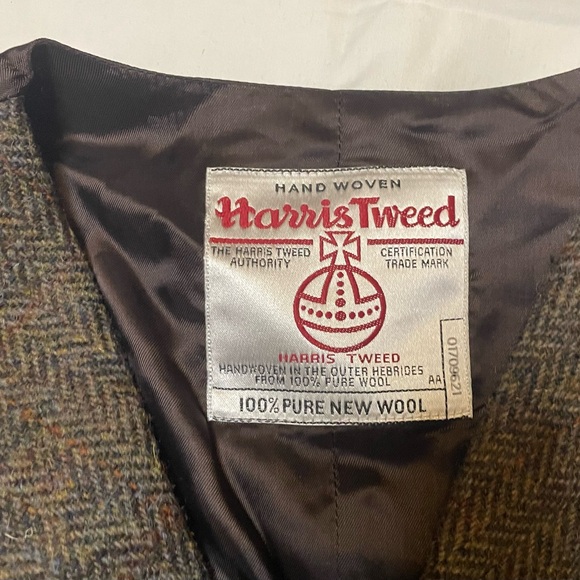 HAND WOVEN
Harris Tweed
THE HARRIS TWEED
AUTHORITY
CERTIFICATION
TRADE MARK
HARRIS TWEED
HANDWOVEN IN THE OUTER HEBRIDES
FROM 100% PURE WOOL
AA
01709621
100% PURE NEW WOOL